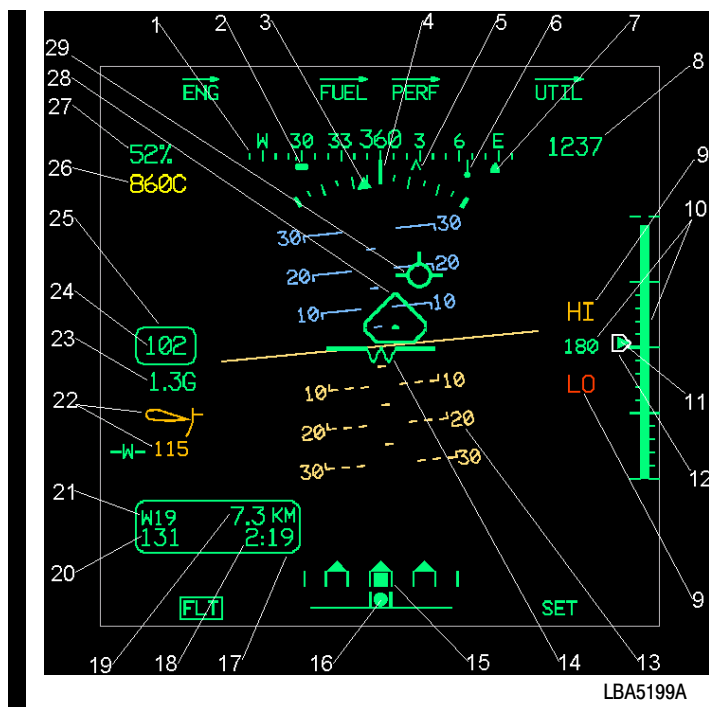 1 2 3 4 5 6 7
29
28
27
26
25
24
23
22
21
20
ENG FUEL PERF UTIL
8
W 30 33 360 3 6 E
1237
52%
860C
9
10
30 30
20 20
10 10
HI
180
LO
102
1.3G
115
-W-
10 10
20 20
30 30
11
12
W19 7.3 KM
131 2:19
FLT SET
9
19 18 17 16 15 14 13
LBA5199A